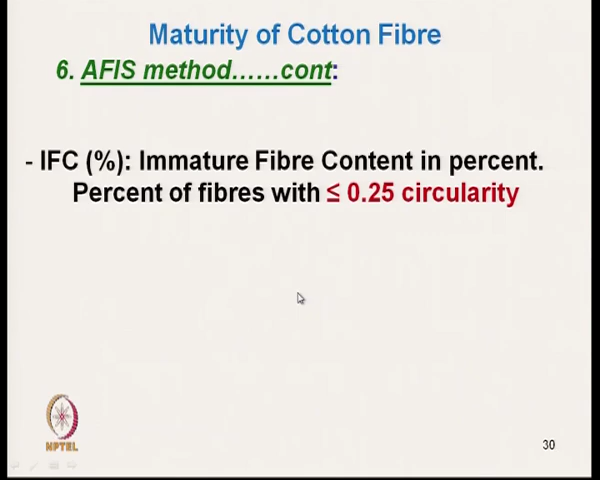 Maturity of Cotton Fibre
6. AFIS method......cont:
- IFC (%): Immature Fibre Content in percent.
Percent of fibres with ≤ 0.25 circularity
NPTEL
30